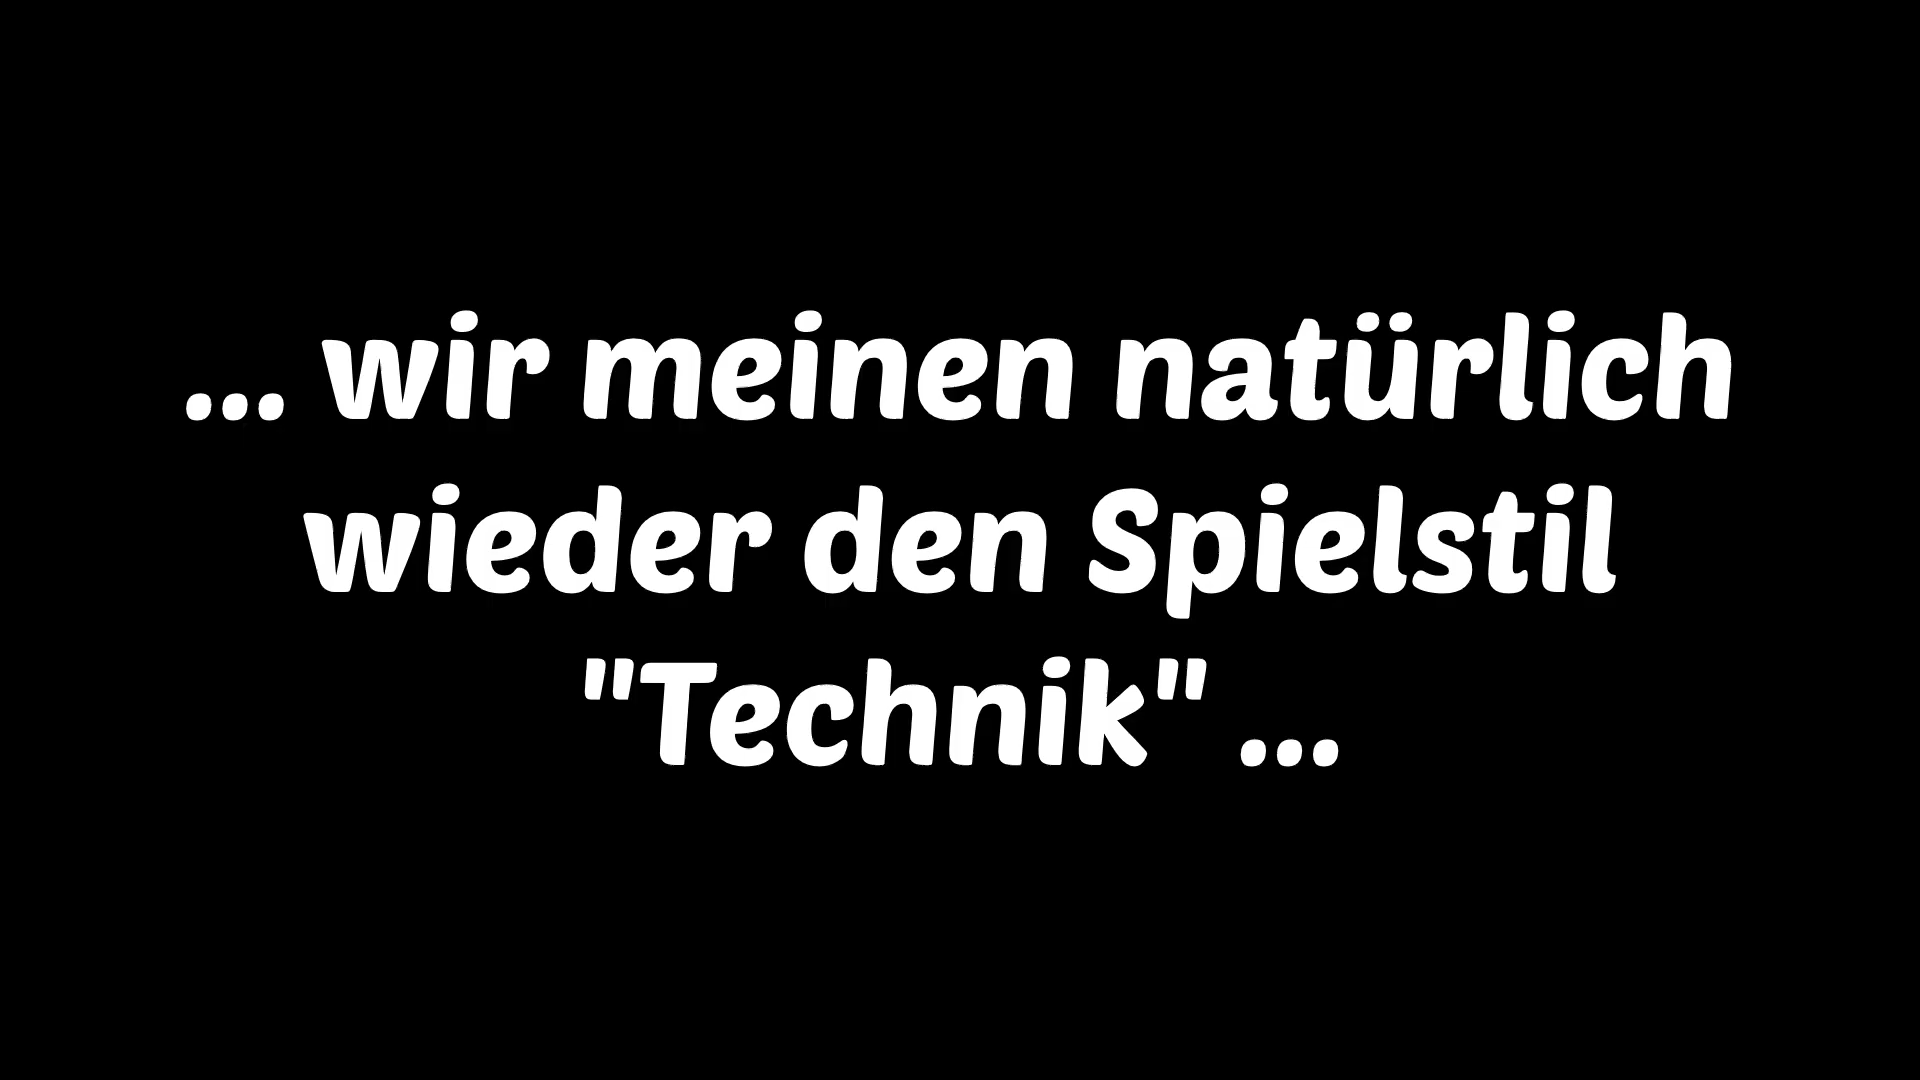 ... wir meinen natürlich
wieder den Spielstil
"Technik" ...